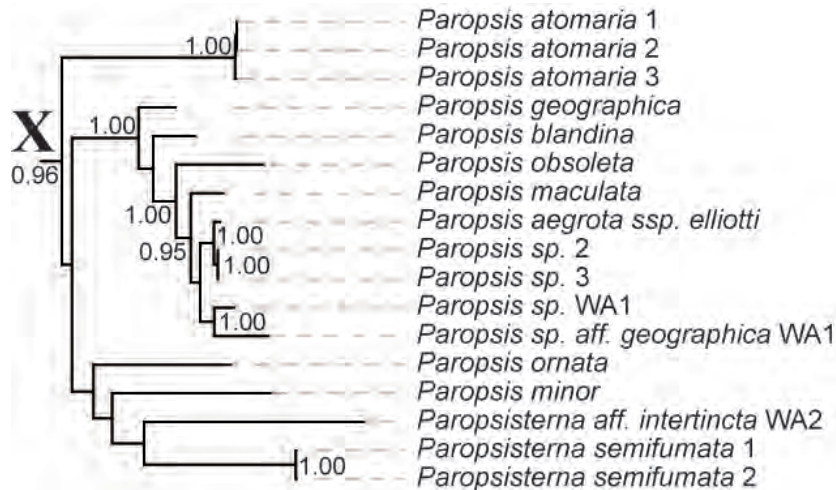 Paropsis atomaria 1
1.00
Paropsis atomaria 2
Paropsis atomaria 3
Paropsis geographica
X
1.00
Paropsis blandina
0.96
Paropsis obsoleta
Paropsis maculata
1.00
Paropsis aegrota ssp. elliotti
1.00
0.95
Paropsis sp. 2
1.00
Paropsis sp. 3
Paropsis sp. WA1
1.00
Paropsis sp. aff. geographica WA1
Paropsis ornata
Paropsis minor
Paropsisterna aff. intertincta WA2
Paropsisterna semifumata 1
1.00
Paropsisterna semifumata 2